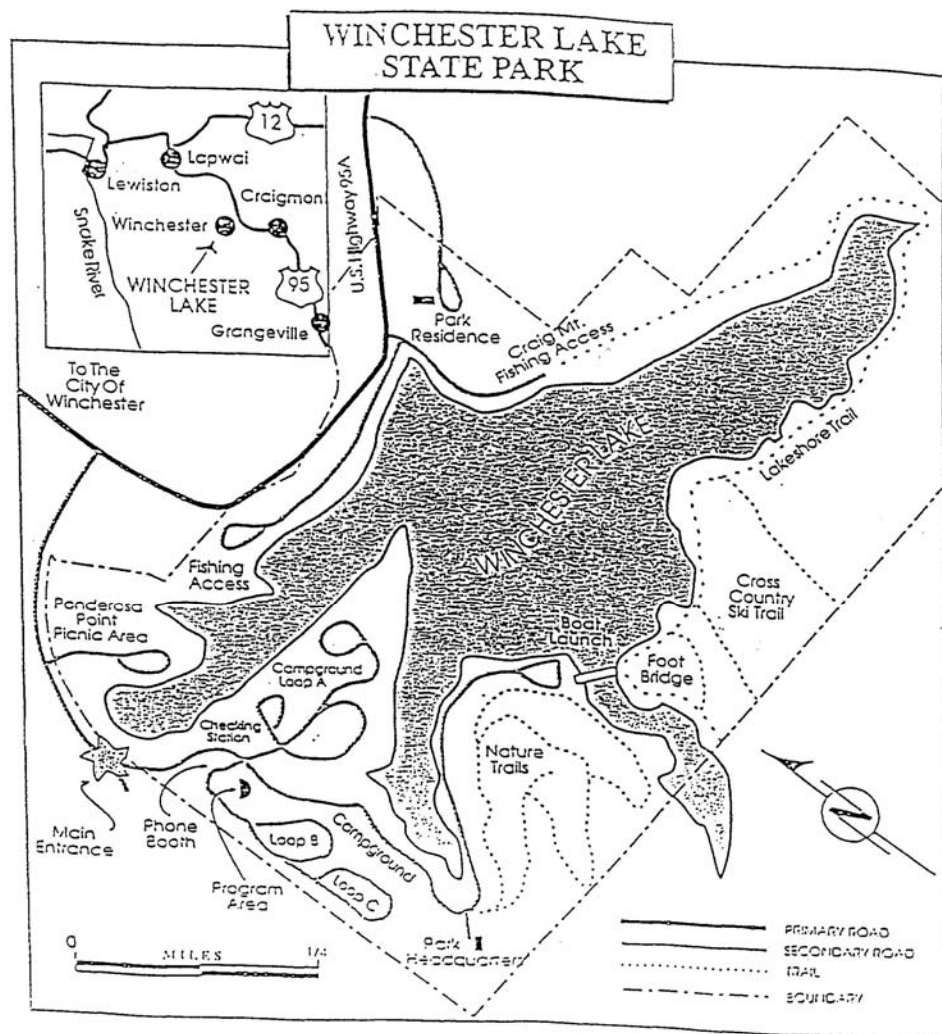 WINCHESTER LAKE
STATE PARK
12
Lapwai
Lewiston
Craigmont
Winchester
Snake River
WINCHESTER
LAKE
95
Grangeville
U.S. Highway 95A
Park
Residence
Craig Mt.
Fishing Access
To The
City Of
Winchester
WINCHESTER LAKE
Lakeshore Trail
Fishing
Access
Ponderosa
Point
Picnic Area
Cross
Country
Ski Trail
Boat
Launch
Foot
Bridge
Campground
Loop A
Checking
Station
Nature
Trails
Main
Entrance
Phone
Booth
Loop B
Campground
Loop C
Program
Area
Park
Headquarters
N
0
MILES
1/4
PRIMARY ROAD
SECONDARY ROAD
TRAIL
BOUNDARY